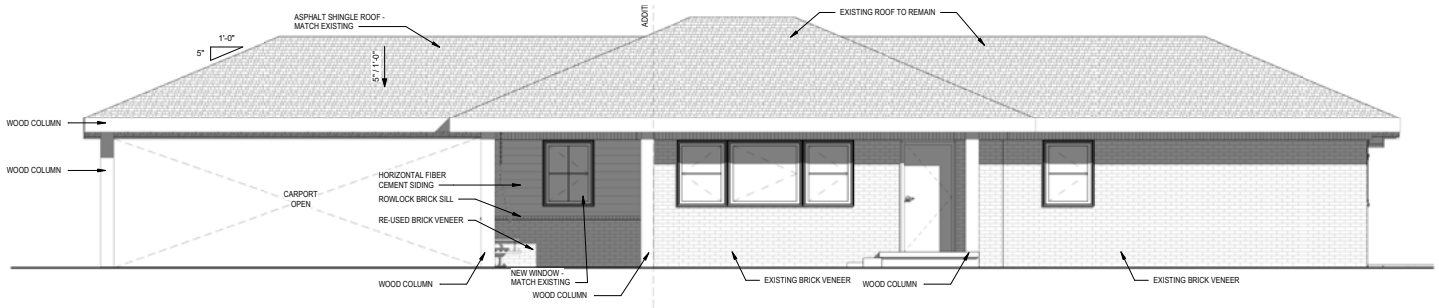 ASPHALT SHINGLE ROOF -
MATCH EXISTING
ADDITI
EXISTING ROOF TO REMAIN
1'-0"
5"
5" / 1'-0"
WOOD COLUMN
WOOD COLUMN
CARPORT
OPEN
HORIZONTAL FIBER
CEMENT SIDING
ROWLOCK BRICK SILL
RE-USED BRICK VENEER
WOOD COLUMN
NEW WINDOW -
MATCH EXISTING
WOOD COLUMN
EXISTING BRICK VENEER
WOOD COLUMN
EXISTING BRICK VENEER